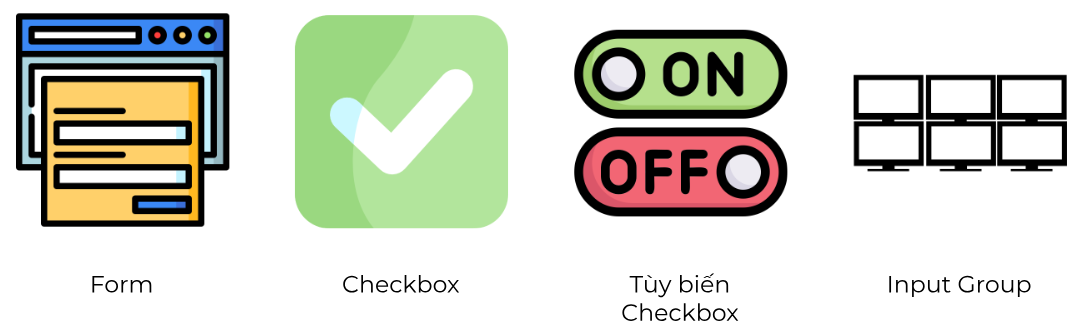 ON
OFF
Form
Checkbox
Tùy biến
Checkbox
Input Group